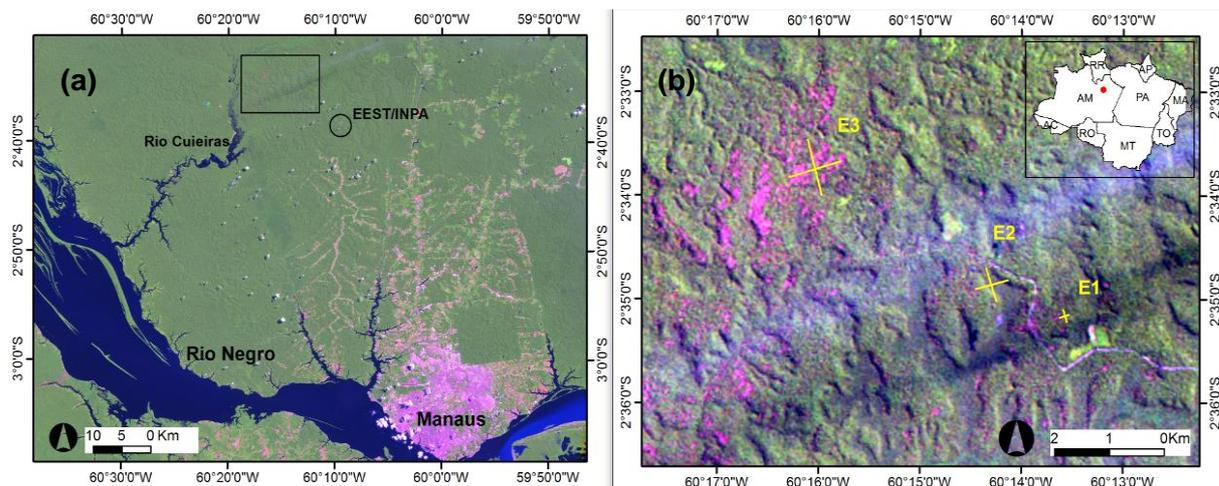 60°30'0"W 60°20'0"W 60°10'0"W 60°0'0"W 59°50'0"W
(a)
EEST/INPA
Rio Cuieiras
2°40'0"S
2°40'0"S
2°50'0"S
2°50'0"S
Rio Negro
3°0'0"S
3°0'0"S
Manaus
10 5 0 Km
60°30'0"W 60°20'0"W 60°10'0"W 60°0'0"W 59°50'0"W
60°17'0"W 60°16'0"W 60°15'0"W 60°14'0"W 60°13'0"W
(b)
RR AP
AM PA MA
AC RO TO
MT
2°33'0"S
2°33'0"S
E3
2°34'0"S
2°34'0"S
E2
E1
2°35'0"S
2°35'0"S
2°36'0"S
2°36'0"S
2 1 0Km
60°17'0"W 60°16'0"W 60°15'0"W 60°14'0"W 60°13'0"W